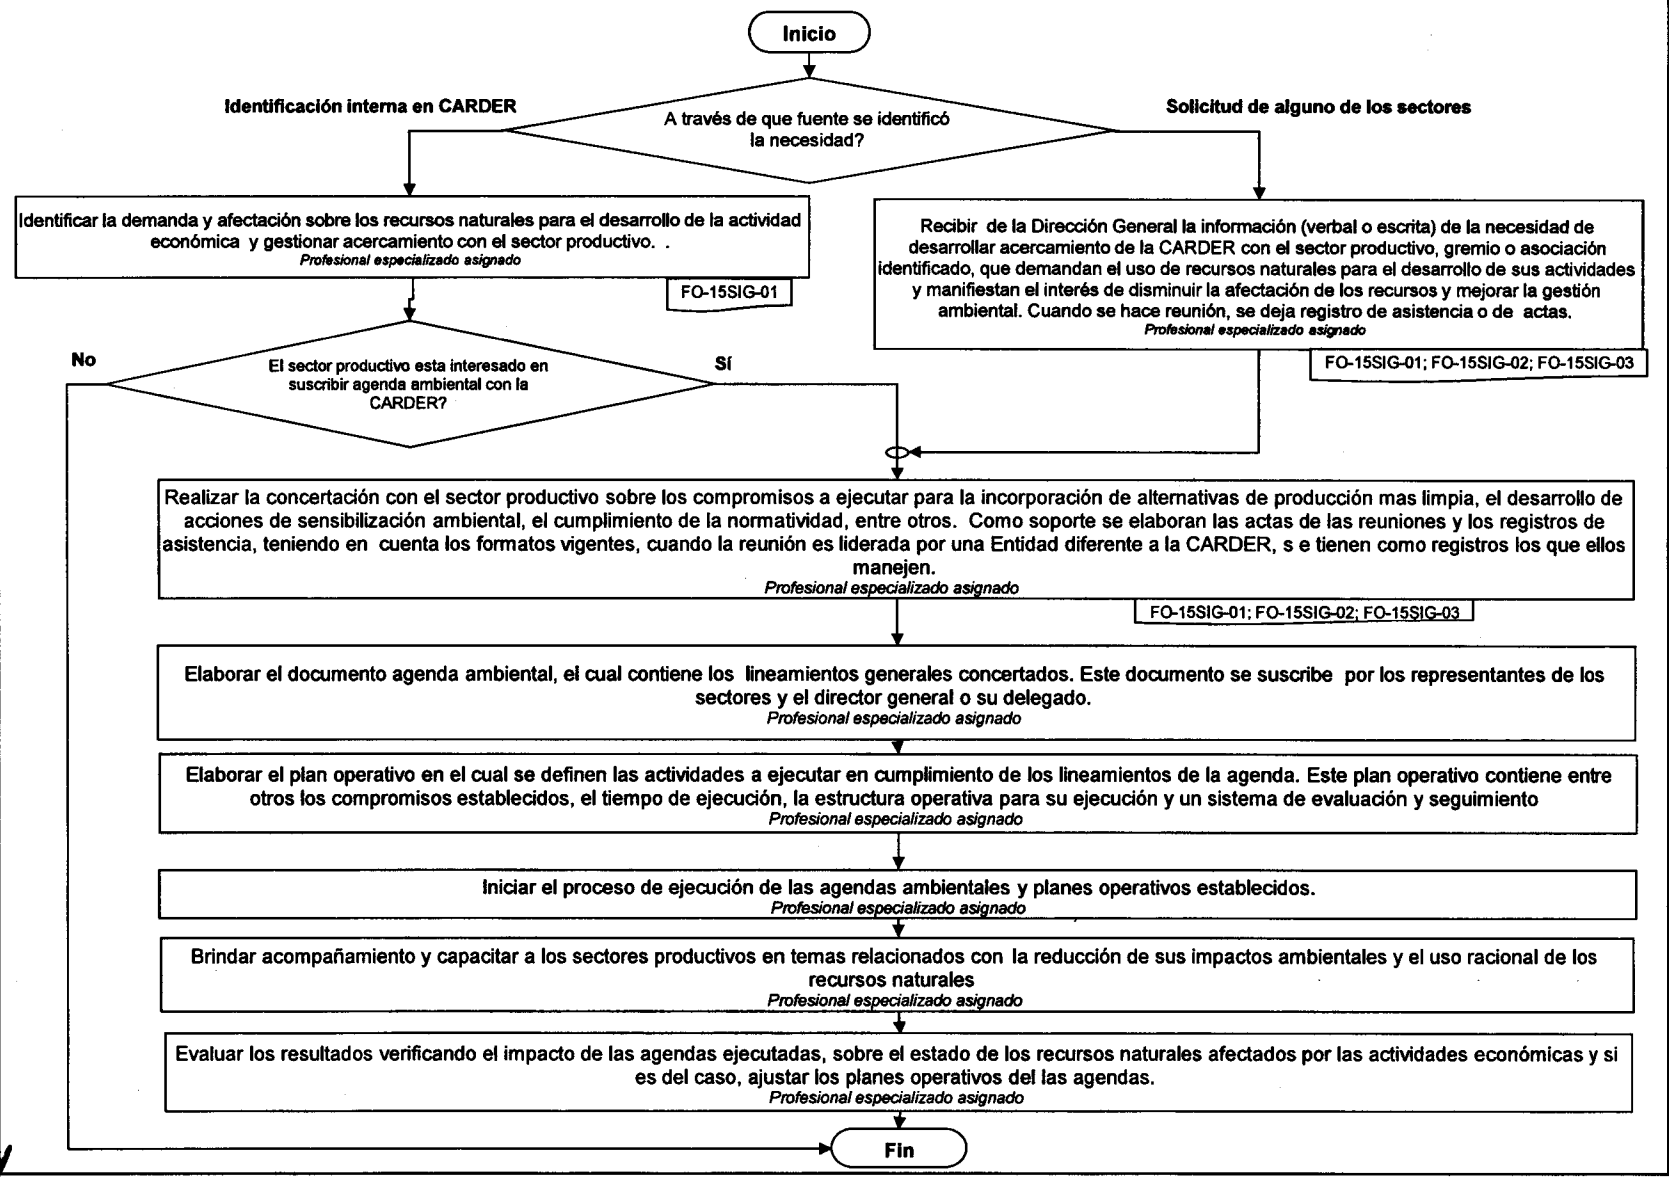 Inicio
Identificación interna en CARDER
Solicitud de alguno de los sectores
A través de que fuente se identificó
la necesidad?
Identificar la demanda y afectación sobre los recursos naturales para el desarrollo de la actividad
económica y gestionar acercamiento con el sector productivo. .
Profesional especializado asignado
FO-15SIG-01
Recibir de la Dirección General la información (verbal o escrita) de la necesidad de
desarrollar acercamiento de la CARDER con el sector productivo, gremio o asociación
identificado, que demandan el uso de recursos naturales para el desarrollo de sus actividades
y manifiestan el interés de disminuir la afectación de los recursos y mejorar la gestión
ambiental. Cuando se hace reunión, se deja registro de asistencia o de actas.
Profesional especializado asignado
FO-15SIG-01; FO-15SIG-02; FO-15SIG-03
No
El sector productivo esta interesado en
suscribir agenda ambiental con la
CARDER?
Sí
Realizar la concertación con el sector productivo sobre los compromisos a ejecutar para la incorporación de alternativas de producción mas limpia, el desarrollo de
acciones de sensibilización ambiental, el cumplimiento de la normatividad, entre otros. Como soporte se elaboran las actas de las reuniones y los registros de
asistencia, teniendo en cuenta los formatos vigentes, cuando la reunión es liderada por una Entidad diferente a la CARDER, s e tienen como registros los que ellos
manejen.
Profesional especializado asignado
FO-15SIG-01; FO-15SIG-02; FO-15SIG-03
Elaborar el documento agenda ambiental, el cual contiene los lineamientos generales concertados. Este documento se suscribe por los representantes de los
sectores y el director general o su delegado.
Profesional especializado asignado
Elaborar el plan operativo en el cual se definen las actividades a ejecutar en cumplimiento de los lineamientos de la agenda. Este plan operativo contiene entre
otros los compromisos establecidos, el tiempo de ejecución, la estructura operativa para su ejecución y un sistema de evaluación y seguimiento
Profesional especializado asignado
Iniciar el proceso de ejecución de las agendas ambientales y planes operativos establecidos.
Profesional especializado asignado
Brindar acompañamiento y capacitar a los sectores productivos en temas relacionados con la reducción de sus impactos ambientales y el uso racional de los
recursos naturales
Profesional especializado asignado
Evaluar los resultados verificando el impacto de las agendas ejecutadas, sobre el estado de los recursos naturales afectados por las actividades económicas y si
es del caso, ajustar los planes operativos del las agendas.
Profesional especializado asignado
Fin